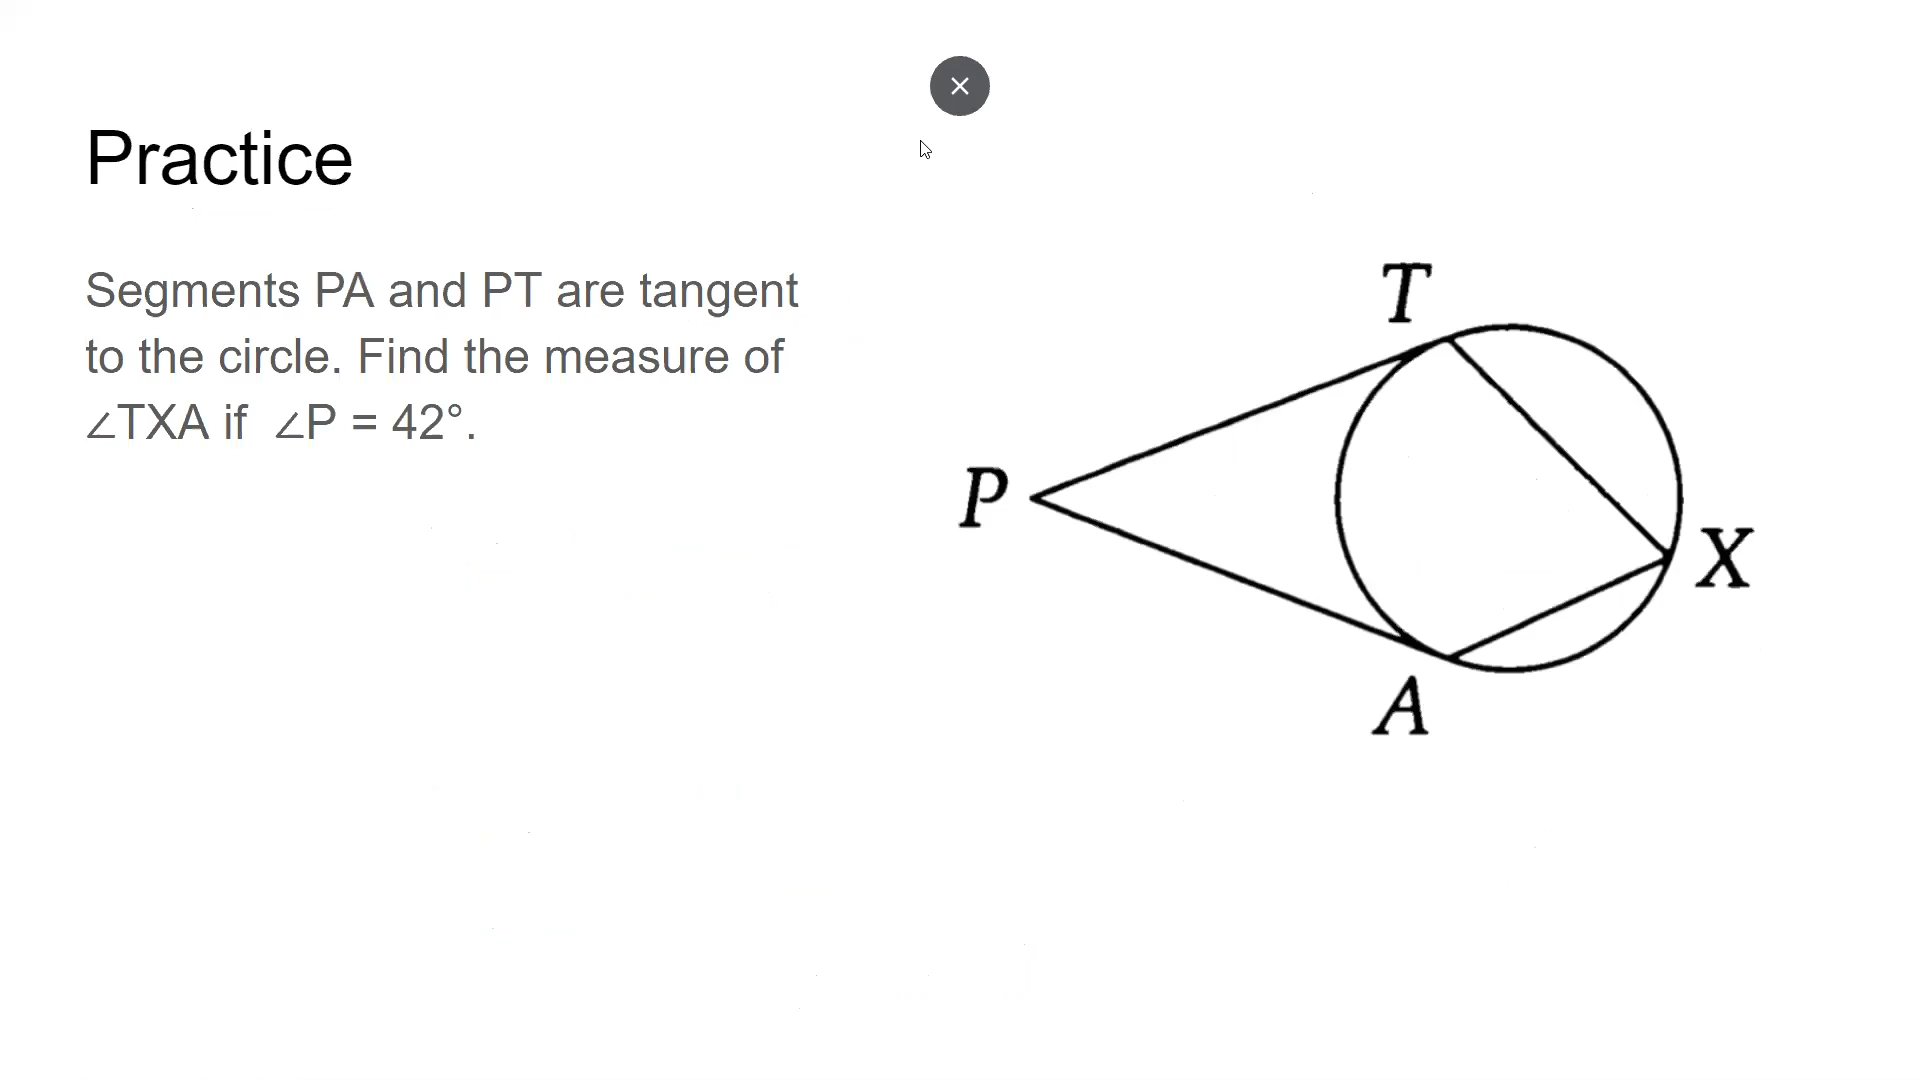 Practice
Segments PA and PT are tangent
to the circle. Find the measure of
∠TXA if ∠P = 42°.
T
P
X
A